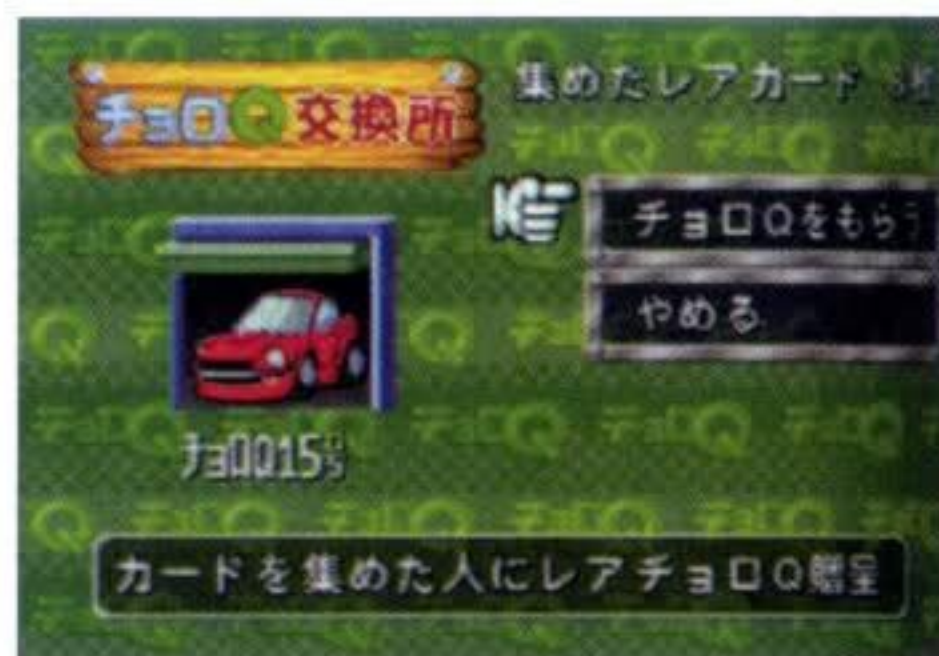 チョロQ交換所
集めたレアカード
チョロQをもらう
やめる
チョロQ15台
カードを集めた人にレアチョロQ贈呈